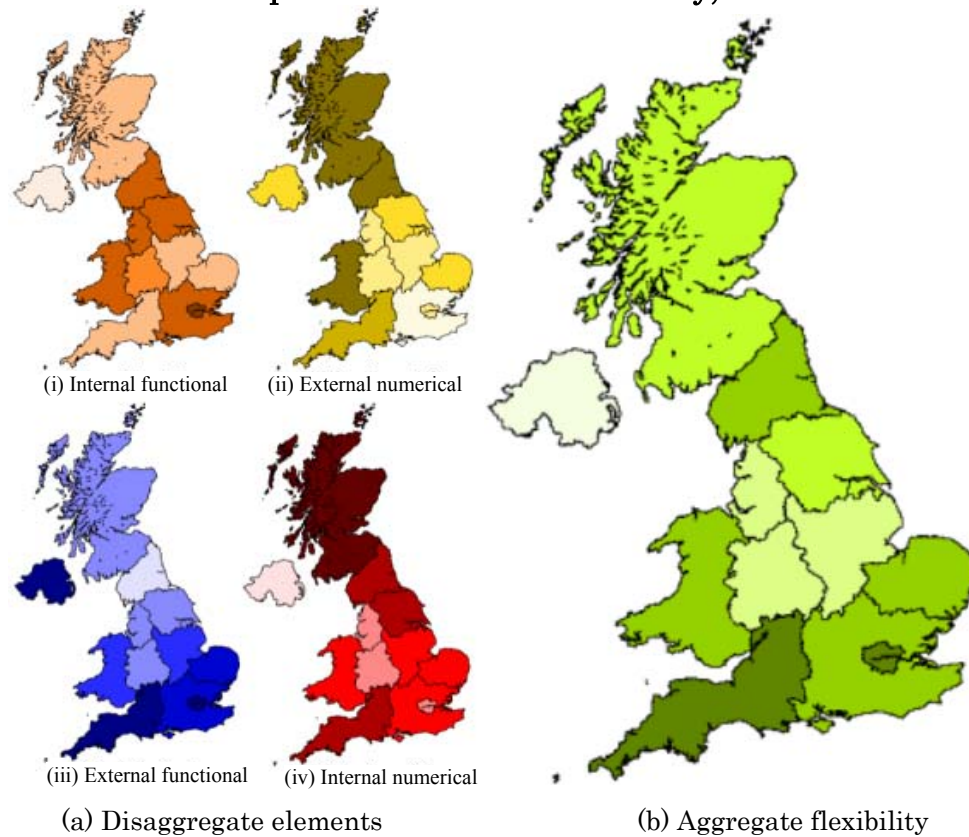 (i) Internal functional
(ii) External numerical
(iii) External functional
(iv) Internal numerical
(a) Disaggregate elements
(b) Aggregate flexibility